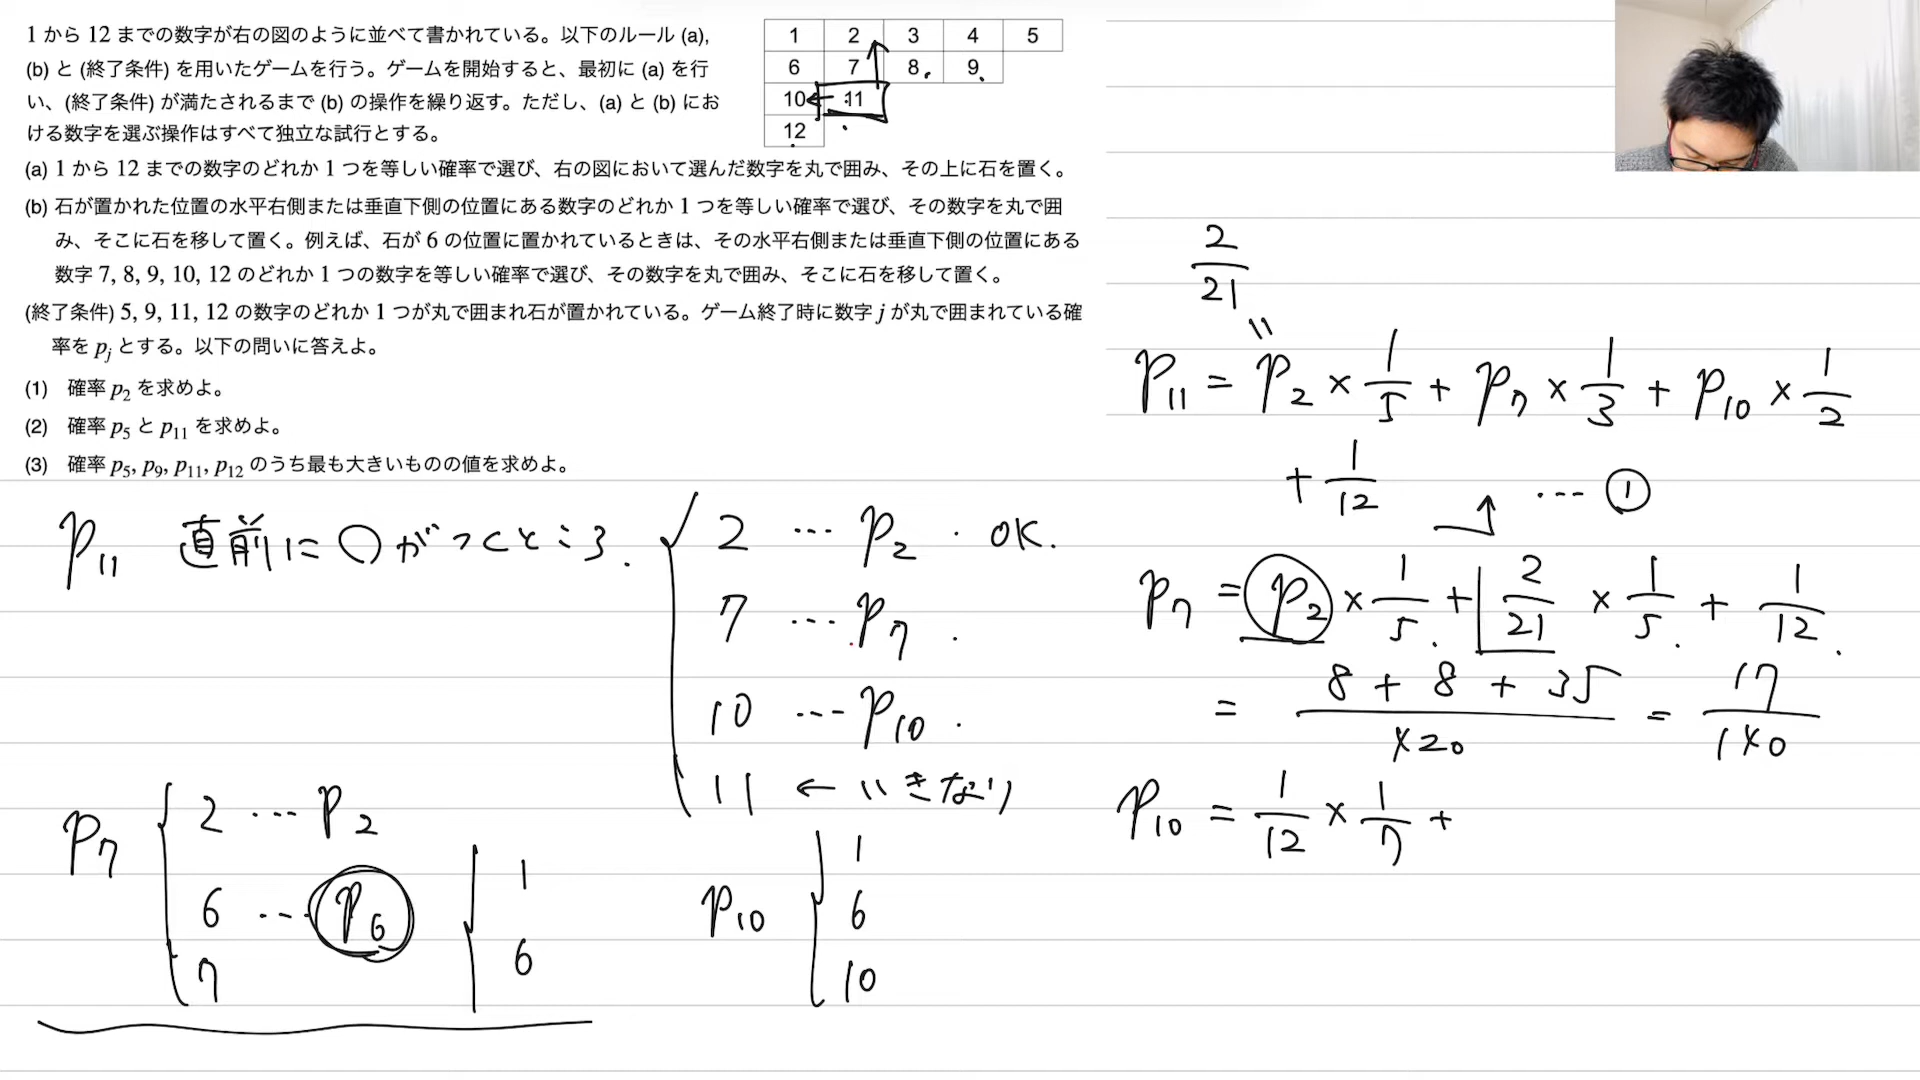 1 から 12 までの数字が右の図のように並べて書かれている。以下のルール (a),
(b) と (終了条件) を用いたゲームを行う。ゲームを開始すると、最初に (a) を行
い、(終了条件) が満たされるまで (b) の操作を繰り返す。ただし、(a) と (b) にお
ける数字を選ぶ操作はすべて独立な試行とする。
1 2 3 4 5
6 7 8 9
10 11
12
(a) 1 から 12 までの数字のどれか 1 つを等しい確率で選び、右の図において選んだ数字を丸で囲み、その上に石を置く。
(b) 石が置かれた位置の水平右側または垂直下側の位置にある数字のどれか 1 つを等しい確率で選び、その数字を丸で囲
み、そこに石を移して置く。例えば、石が 6 の位置に置かれているときは、その水平右側または垂直下側の位置にある
数字 7, 8, 9, 10, 12 のどれか 1 つの数字を等しい確率で選び、その数字を丸で囲み、そこに石を移して置く。
(終了条件) 5, 9, 11, 12 の数字のどれか 1 つが丸で囲まれ石が置かれている。ゲーム終了時に数字 j が丸で囲まれている確
率を pj とする。以下の問いに答えよ。
(1) 確率 p2 を求めよ。
(2) 確率 p5 と p11 を求めよ。
(3) 確率 p5, p9, p11, p12 のうち最も大きいものの値を求めよ。
P11 直前に○がつくところ.
2 … P2 . OK.
7 … P7 .
10 … P10 .
11 ← いきなり
P7
2 … P2
6 … P6
7
1
6
P10
1
6
10
2/21
=
P11 = P2 × 1/5 + P7 × 1/3 + P10 × 1/2
+ 1/12 … ①
P7 = P2 × 1/5 + 2/21 × 1/5 + 1/12
= (8 + 8 + 35)/420 = 17/140
P10 = 1/12 × 1/7 +